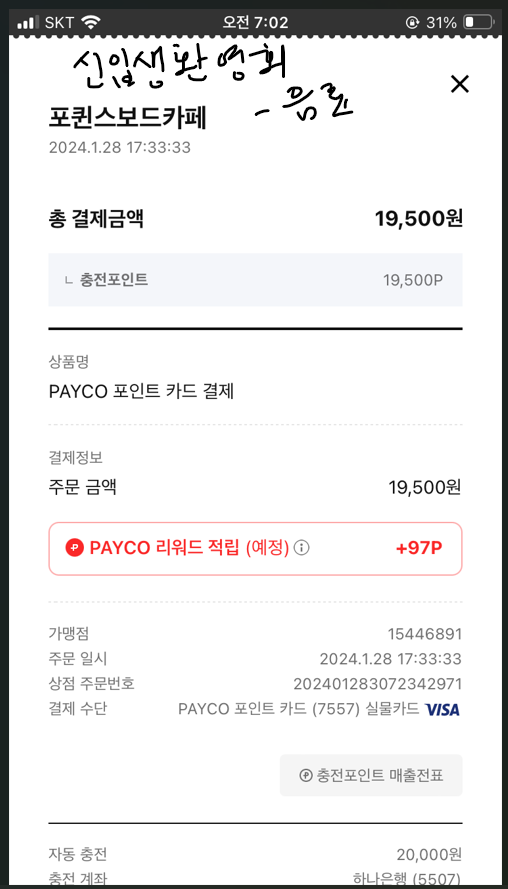 SKT 오전 7:02 31%
신입생환영회
- 음료
포퀸스보드카페
2024.1.28 17:33:33
총 결제금액 19,500원
ㄴ 충전포인트 19,500P
상품명
PAYCO 포인트 카드 결제
결제정보
주문 금액 19,500원
P PAYCO 리워드 적립 (예정) i +97P
가맹점 15446891
주문 일시 2024.1.28 17:33:33
상점 주문번호 202401283072342971
결제 수단 PAYCO 포인트 카드 (7557) 실물카드 VISA
P 충전포인트 매출전표
자동 충전 20,000원
충전 계좌 하나은행 (5507)